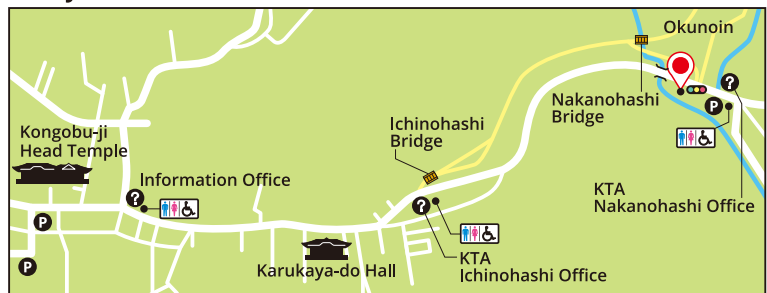 Okunoin
Nakanohashi
Bridge
?
P
Ichinohashi
Bridge
Kongobu-ji
Head Temple
Information Office
?
KTA
Nakanohashi Office
?
P
KTA
Ichinohashi Office
Karukaya-do Hall
P